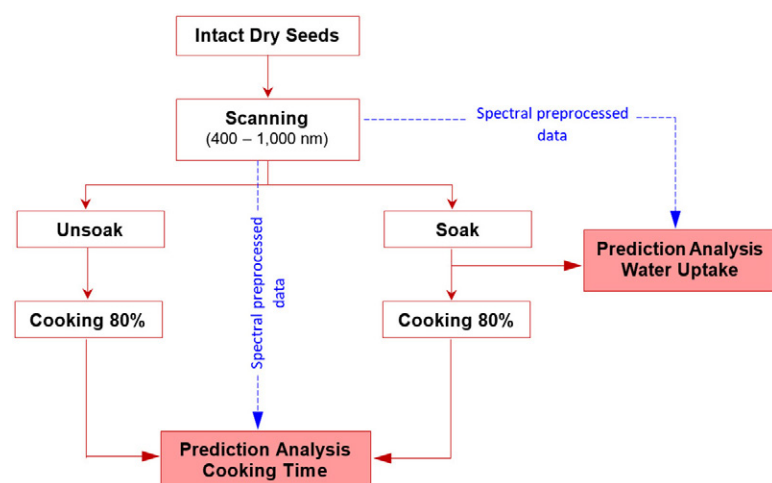 Intact Dry Seeds
Scanning
(400 – 1,000 nm)
Spectral preprocessed
data
Unsoak
Soak
Spectral preprocessed
data
Prediction Analysis
Water Uptake
Cooking 80%
Cooking 80%
Prediction Analysis
Cooking Time